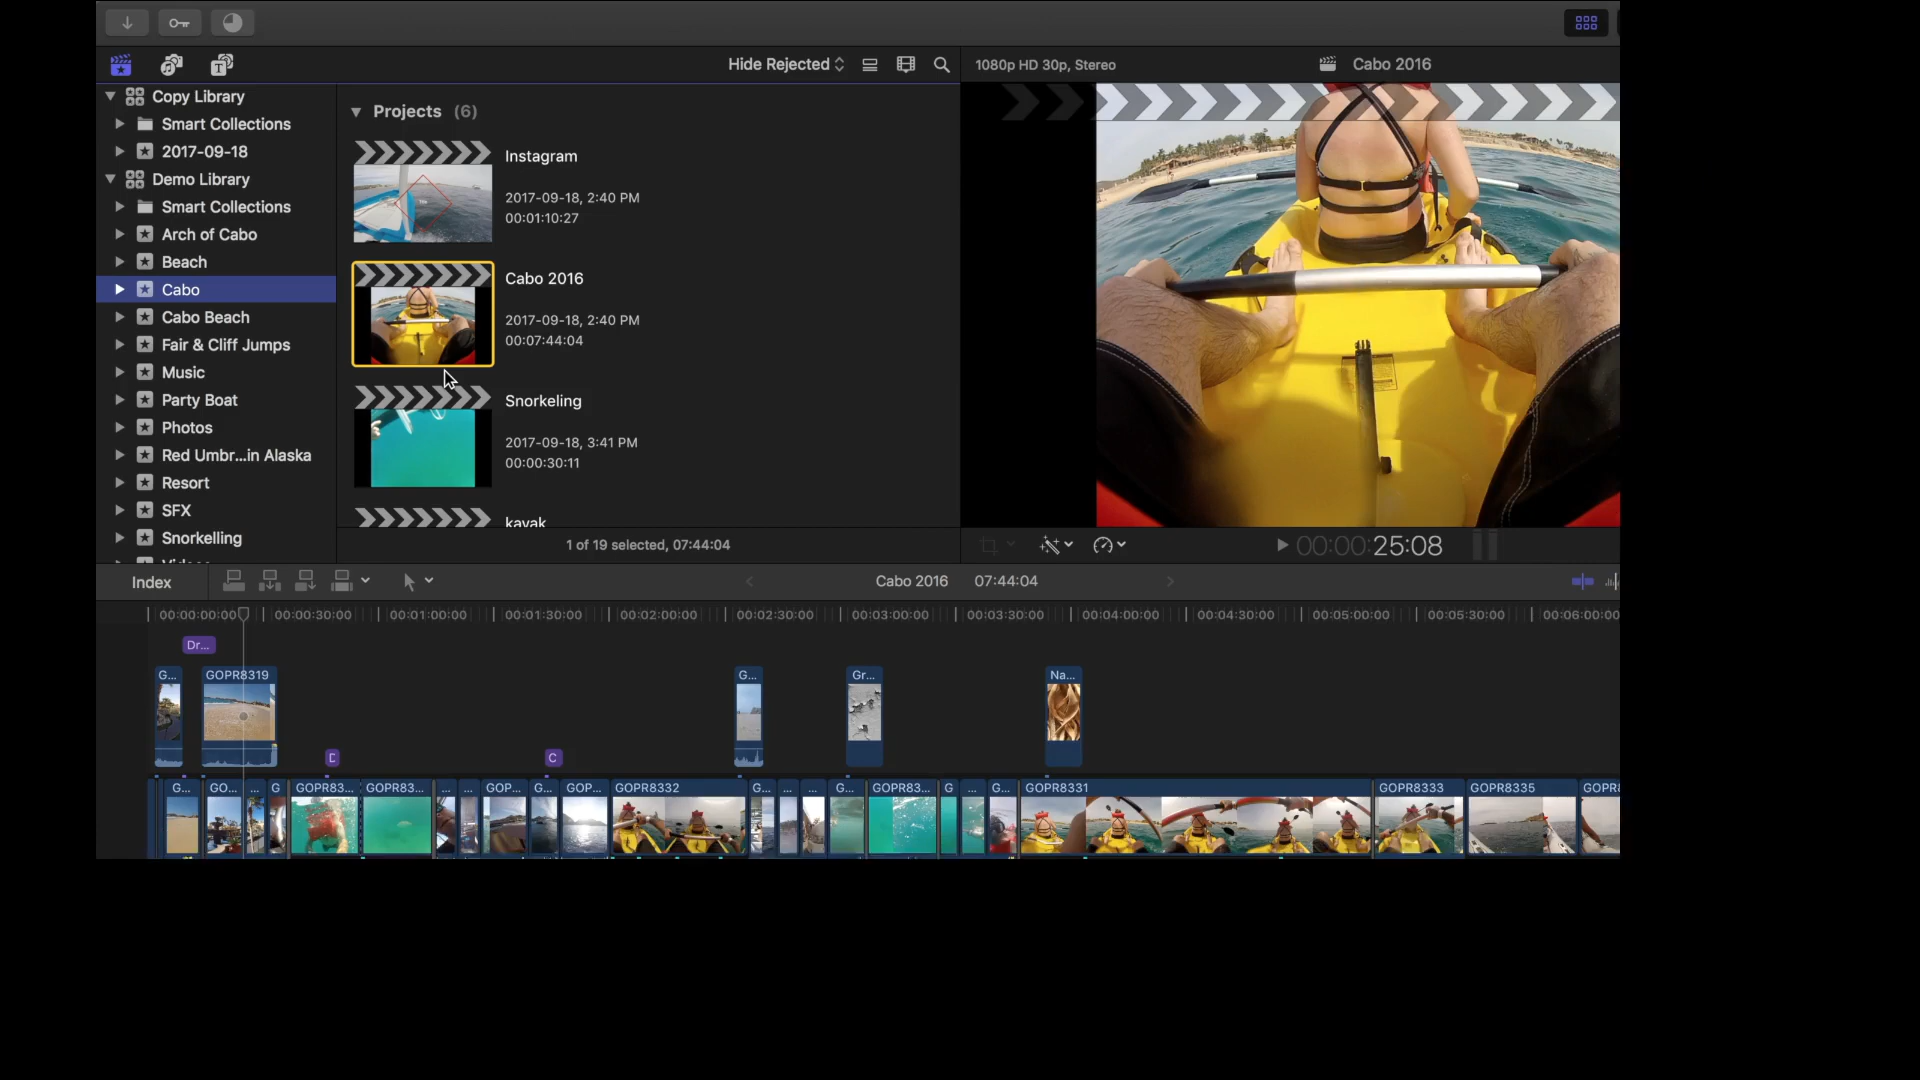 Hide Rejected
1080p HD 30p, Stereo
Cabo 2016
Copy Library
Smart Collections
2017-09-18
Demo Library
Smart Collections
Arch of Cabo
Beach
Cabo
Cabo Beach
Fair & Cliff Jumps
Music
Party Boat
Photos
Red Umbr...in Alaska
Resort
SFX
Snorkelling
Projects (6)
Instagram
2017-09-18, 2:40 PM
00:01:10:27
Cabo 2016
2017-09-18, 2:40 PM
00:07:44:04
Snorkeling
2017-09-18, 3:41 PM
00:00:30:11
kayak
1 of 19 selected, 07:44:04
00:00:00:25:08
Index
Cabo 2016 07:44:04
00:00:00:00 00:00:30:00 00:01:00:00 00:01:30:00 00:02:00:00 00:02:30:00 00:03:00:00 00:03:30:00 00:04:00:00 00:04:30:00 00:05:00:00 00:05:30:00 00:06:00:00
Dr...
G... GOPR8319 G... Gr... Na...
C
G... GO... ... G GOPR83... GOPR83... ... ... GOP... G... GOP... GOPR8332 G... ... ... G... GOPR83... G ... G... GOPR8331 GOPR8333 GOPR8335 GOPR